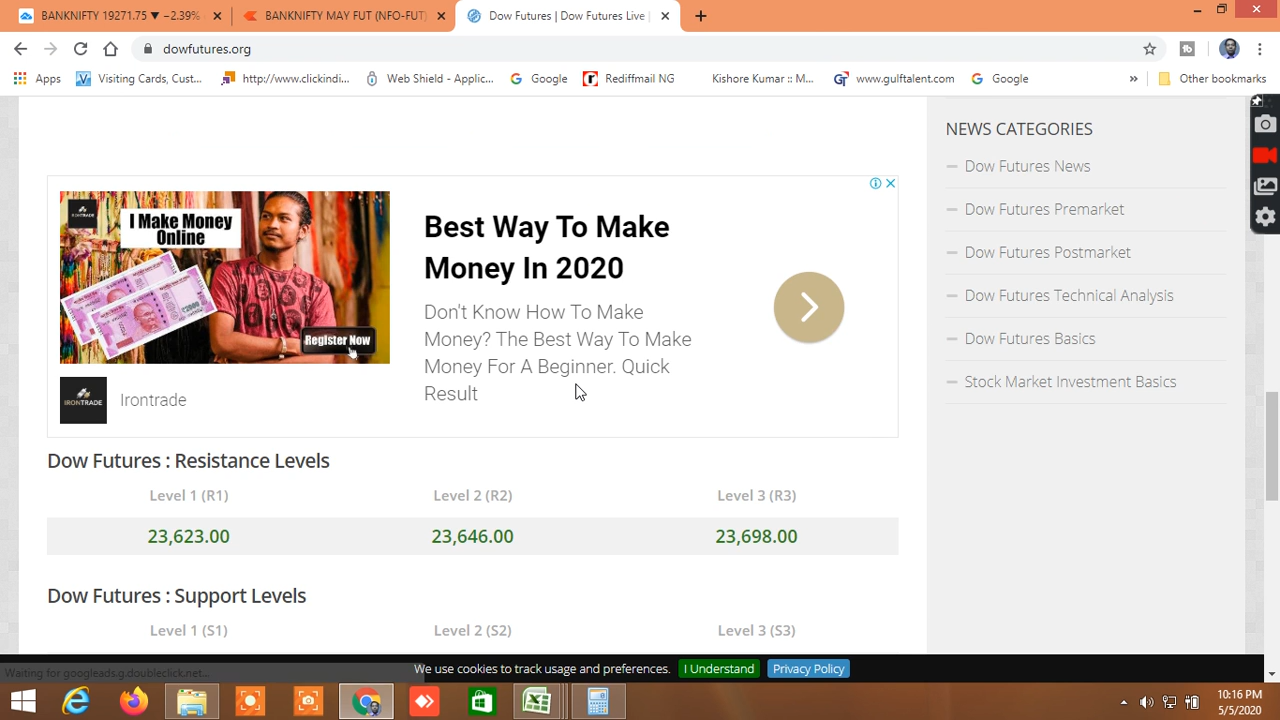 BANKNIFTY 19271.75 ▼ −2.39%
BANKNIFTY MAY FUT (NFO-FUT)
Dow Futures | Dow Futures Live |
dowfutures.org
Apps
Visiting Cards, Cust...
http://www.clickindi...
Web Shield - Applic...
Google
Rediffmail NG
Kishore Kumar :: M...
www.gulftalent.com
Google
»
Other bookmarks
I Make Money
Online
Register Now
IRONTRADE
Irontrade
Best Way To Make
Money In 2020
Don't Know How To Make
Money? The Best Way To Make
Money For A Beginner. Quick
Result
Dow Futures : Resistance Levels
Level 1 (R1) Level 2 (R2) Level 3 (R3)
23,623.00 23,646.00 23,698.00
Dow Futures : Support Levels
Level 1 (S1) Level 2 (S2) Level 3 (S3)
NEWS CATEGORIES
Dow Futures News
Dow Futures Premarket
Dow Futures Postmarket
Dow Futures Technical Analysis
Dow Futures Basics
Stock Market Investment Basics
Waiting for googleads.g.doubleclick.net...
We use cookies to track usage and preferences. I Understand Privacy Policy
10:16 PM
5/5/2020